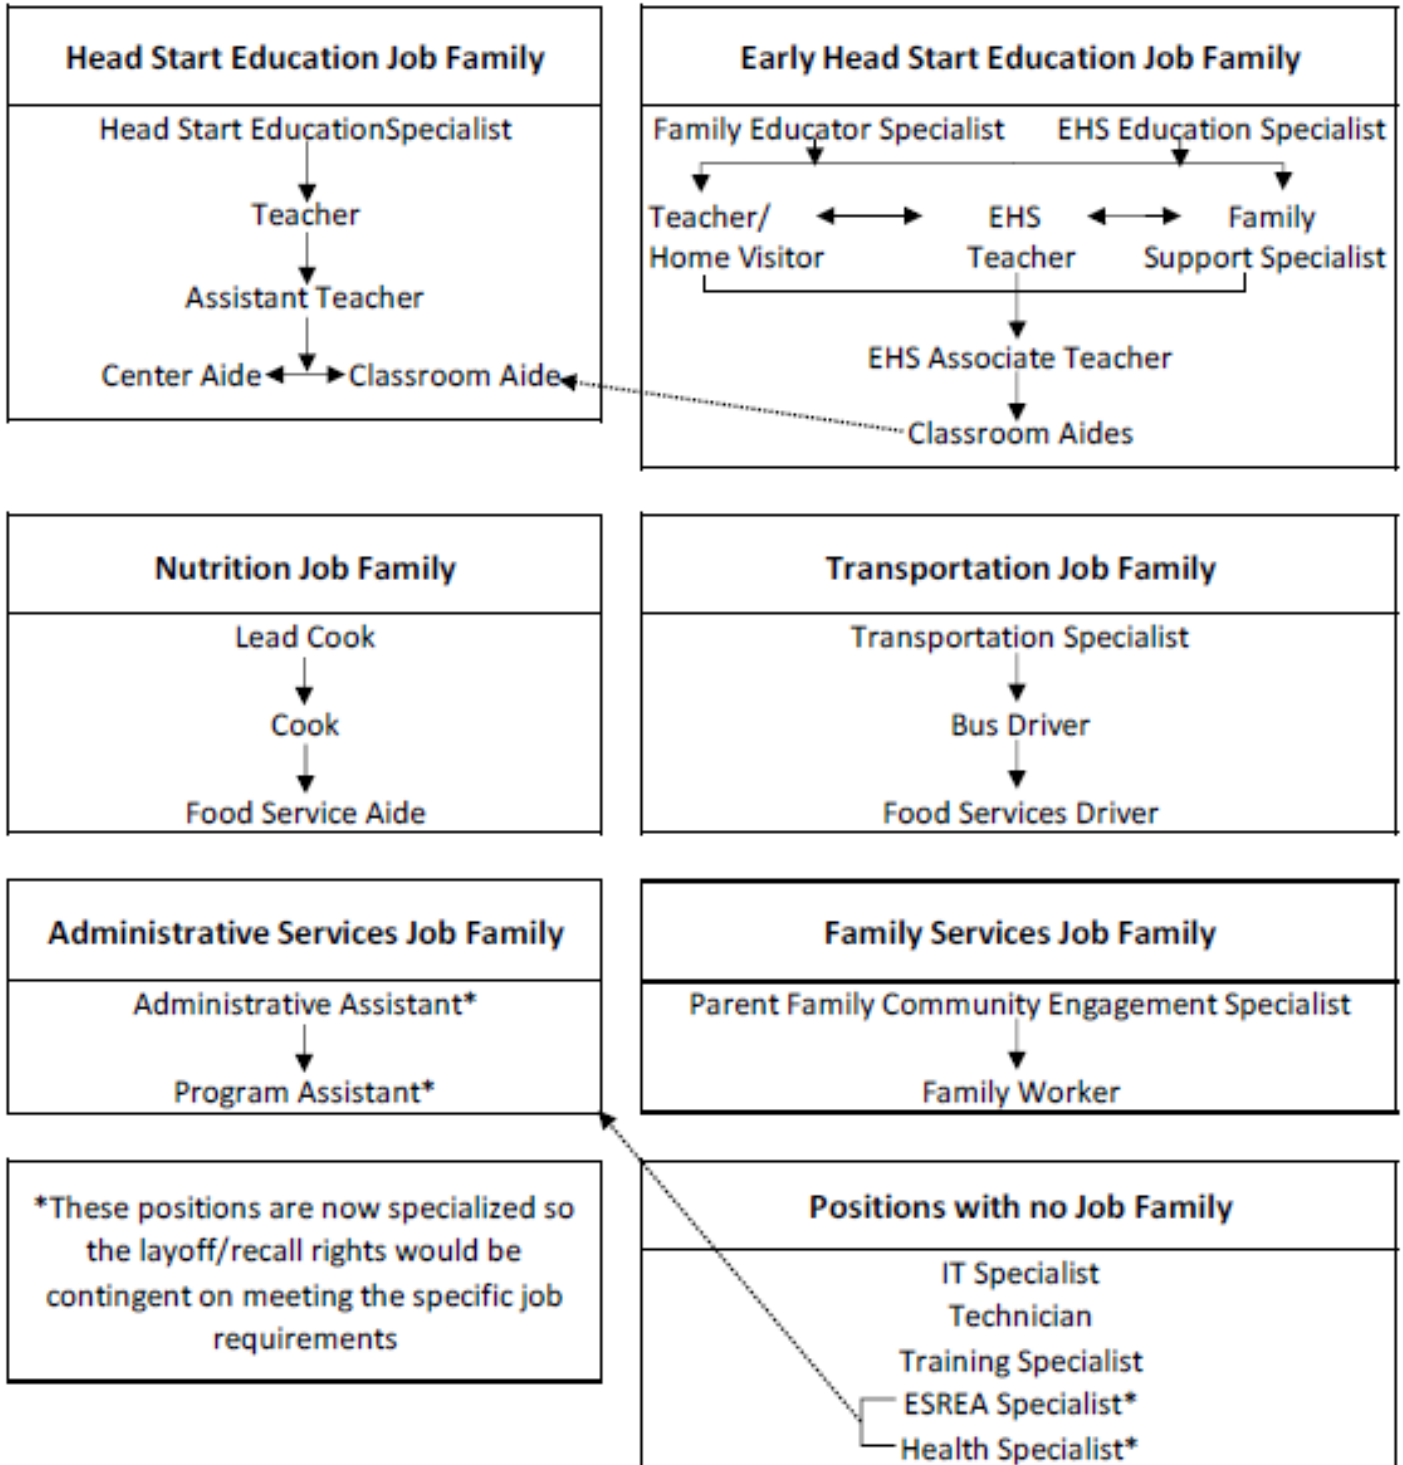 Head Start Education Job Family
Head Start EducationSpecialist
Teacher
Assistant Teacher
Center Aide Classroom Aide
Early Head Start Education Job Family
Family Educator Specialist EHS Education Specialist
Teacher/ EHS Family
Home Visitor Teacher Support Specialist
EHS Associate Teacher
Classroom Aides
Nutrition Job Family
Lead Cook
Cook
Food Service Aide
Transportation Job Family
Transportation Specialist
Bus Driver
Food Services Driver
Administrative Services Job Family
Administrative Assistant*
Program Assistant*
Family Services Job Family
Parent Family Community Engagement Specialist
Family Worker
*These positions are now specialized so
the layoff/recall rights would be
contingent on meeting the specific job
requirements
Positions with no Job Family
IT Specialist
Technician
Training Specialist
ESREA Specialist*
Health Specialist*